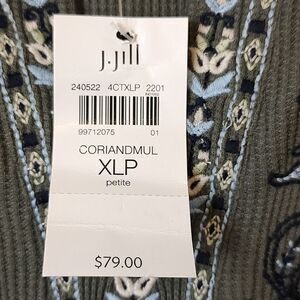 J.Jill
240522 4CTXLP 2201
99712075 01
CORIANDMUL
XLP
petite
$79.00